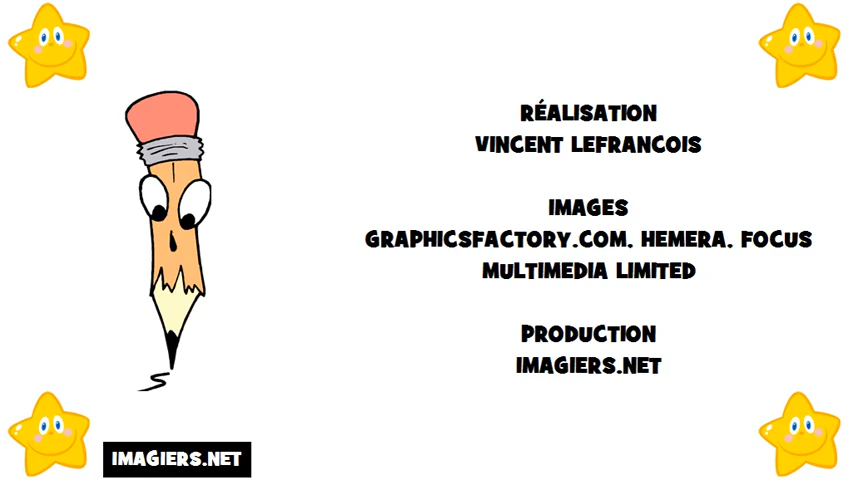 RÉALISATION
VINCENT LEFRANCOIS
IMAGES
GRAPHICSFACTORY.COM, HEMERA, FOCUS
MULTIMEDIA LIMITED
PRODUCTION
IMAGIERS.NET
IMAGIERS.NET